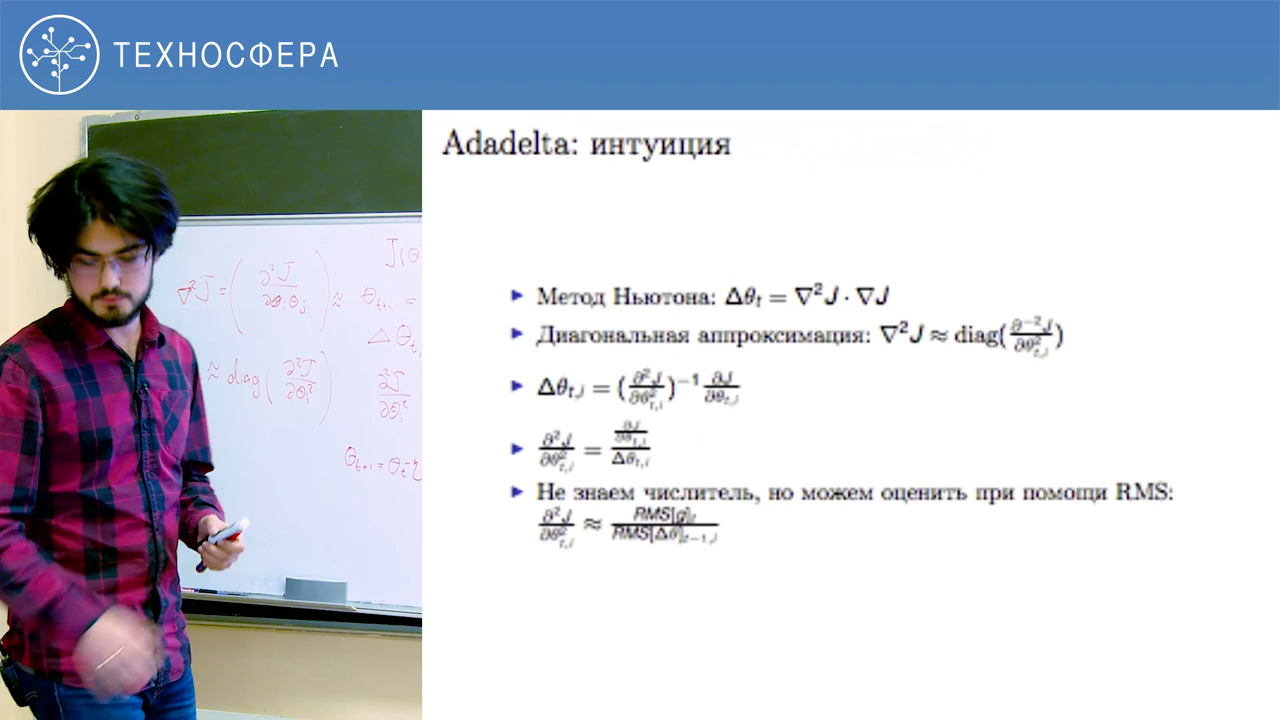 ТЕХНОСФЕРА
Adadelta: интуиция
▶ Метод Ньютона: Δθ_t = ∇²J · ∇J
▶ Диагональная аппроксимация: ∇²J ≈ diag(∂⁻²J/∂θ²_{t,i})
▶ Δθ_{t,i} = (∂²J/∂θ²_{t,i})⁻¹ ∂J/∂θ_{t,i}
▶ ∂²J/∂θ²_{t,i} = (∂J/∂θ_{t,i})/Δθ_{t,i}
▶ Не знаем числитель, но можем оценить при помощи RMS:
∂²J/∂θ²_{t,i} ≈ RMS[g]_t/RMS[Δθ]_{t−1,i}
J(θ
∇²J = (∂²J/∂θ_iθ_j) ≈
θ_{t+1} =
Δθ_t
≈ diag(∂²J/∂θ_i²)
∂²J/∂θ_i²
θ_{t+1} = θ_t - η